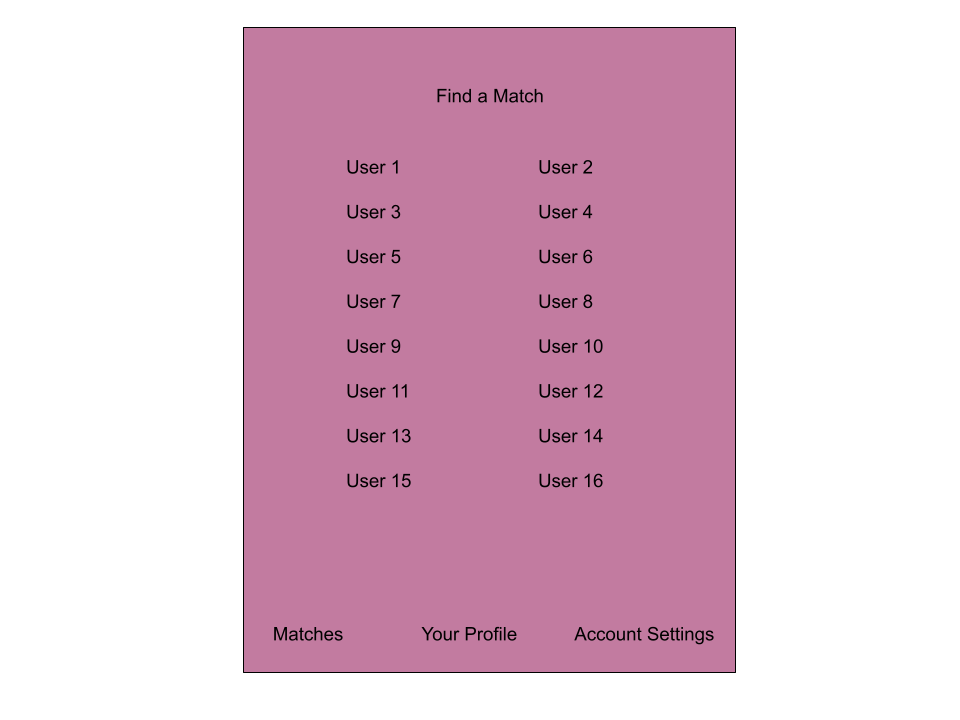 Find a Match
User 1 User 2
User 3 User 4
User 5 User 6
User 7 User 8
User 9 User 10
User 11 User 12
User 13 User 14
User 15 User 16
Matches Your Profile Account Settings